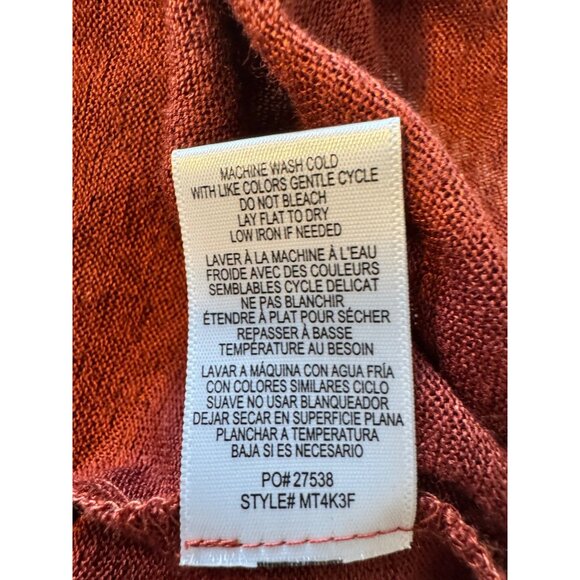 MACHINE WASH COLD
WITH LIKE COLORS GENTLE CYCLE
DO NOT BLEACH
LAY FLAT TO DRY
LOW IRON IF NEEDED
LAVER À LA MACHINE À L'EAU
FROIDE AVEC DES COULEURS
SEMBLABLES CYCLE DELICAT
NE PAS BLANCHIR
ÉTENDRE À PLAT POUR SÉCHER
REPASSER À BASSE
TEMPÉRATURE AU BESOIN
LAVAR A MÁQUINA CON AGUA FRÍA
CON COLORES SIMILARES CICLO
SUAVE NO USAR BLANQUEADOR
DEJAR SECAR EN SUPERFICIE PLANA
PLANCHAR A TEMPERATURA
BAJA SI ES NECESARIO
PO# 27538
STYLE# MT4K3F